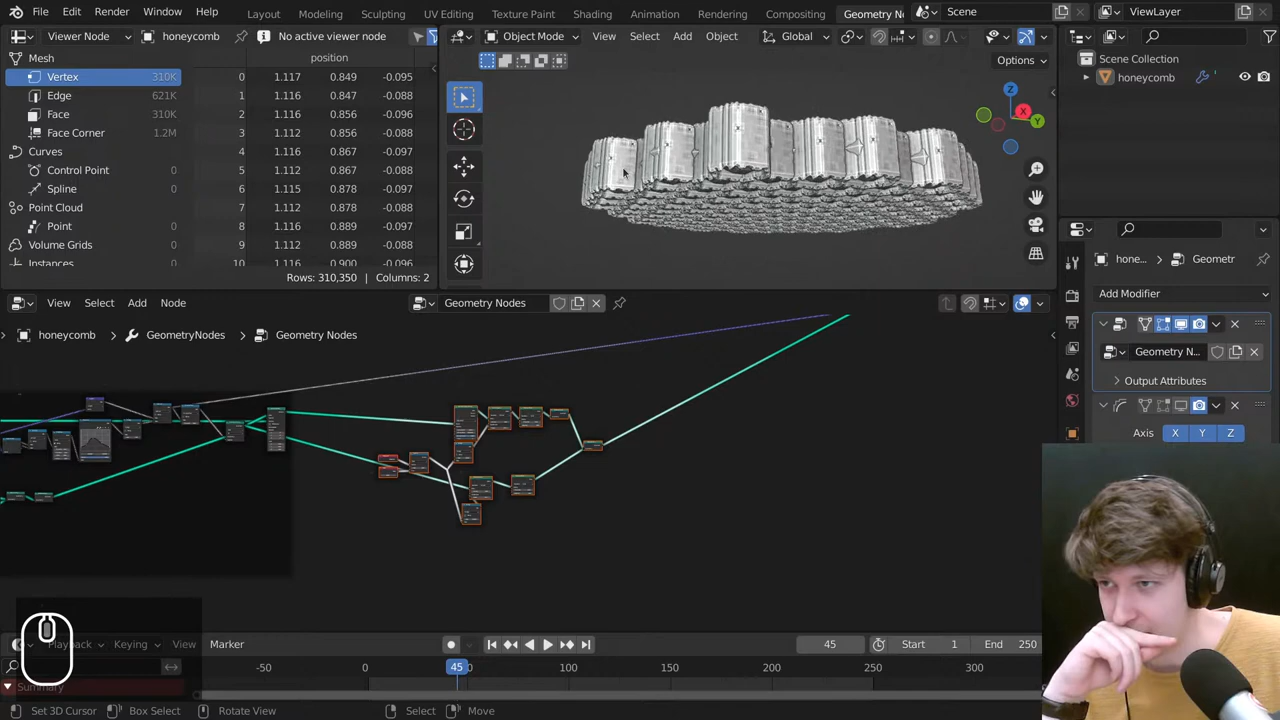 File Edit Render Window Help Layout Modeling Sculpting UV Editing Texture Paint Shading Animation Rendering Compositing Geometry No Scene ViewLayer
Viewer Node honeycomb No active viewer node
Object Mode View Select Add Object Global
Options
Mesh position
Vertex 310K 0 1.117 0.849 -0.095
Edge 621K 1 1.116 0.847 -0.088
Face 310K 2 1.116 0.856 -0.096
Face Corner 1.2M 3 1.112 0.856 -0.088
Curves 4 1.116 0.867 -0.097
Control Point 0 5 1.112 0.867 -0.088
Spline 0 6 1.115 0.878 -0.097
Point Cloud 7 1.112 0.878 -0.088
Point 0 8 1.116 0.889 -0.097
Volume Grids 0 9 1.112 0.889 -0.088
Instances 0 10 1.116 0.900 -0.097
Rows: 310,350 | Columns: 2
Z
X
Y
Scene Collection
honeycomb
hone... Geometr
Add Modifier
Geometry N...
Output Attributes
Axis X Y Z
View Select Add Node Geometry Nodes
honeycomb GeometryNodes Geometry Nodes
Playback Keying View Marker 45 Start 1 End 250
-50 0 45 50 100 150 200 250 300
Summary
Set 3D Cursor Box Select Rotate View Select Move